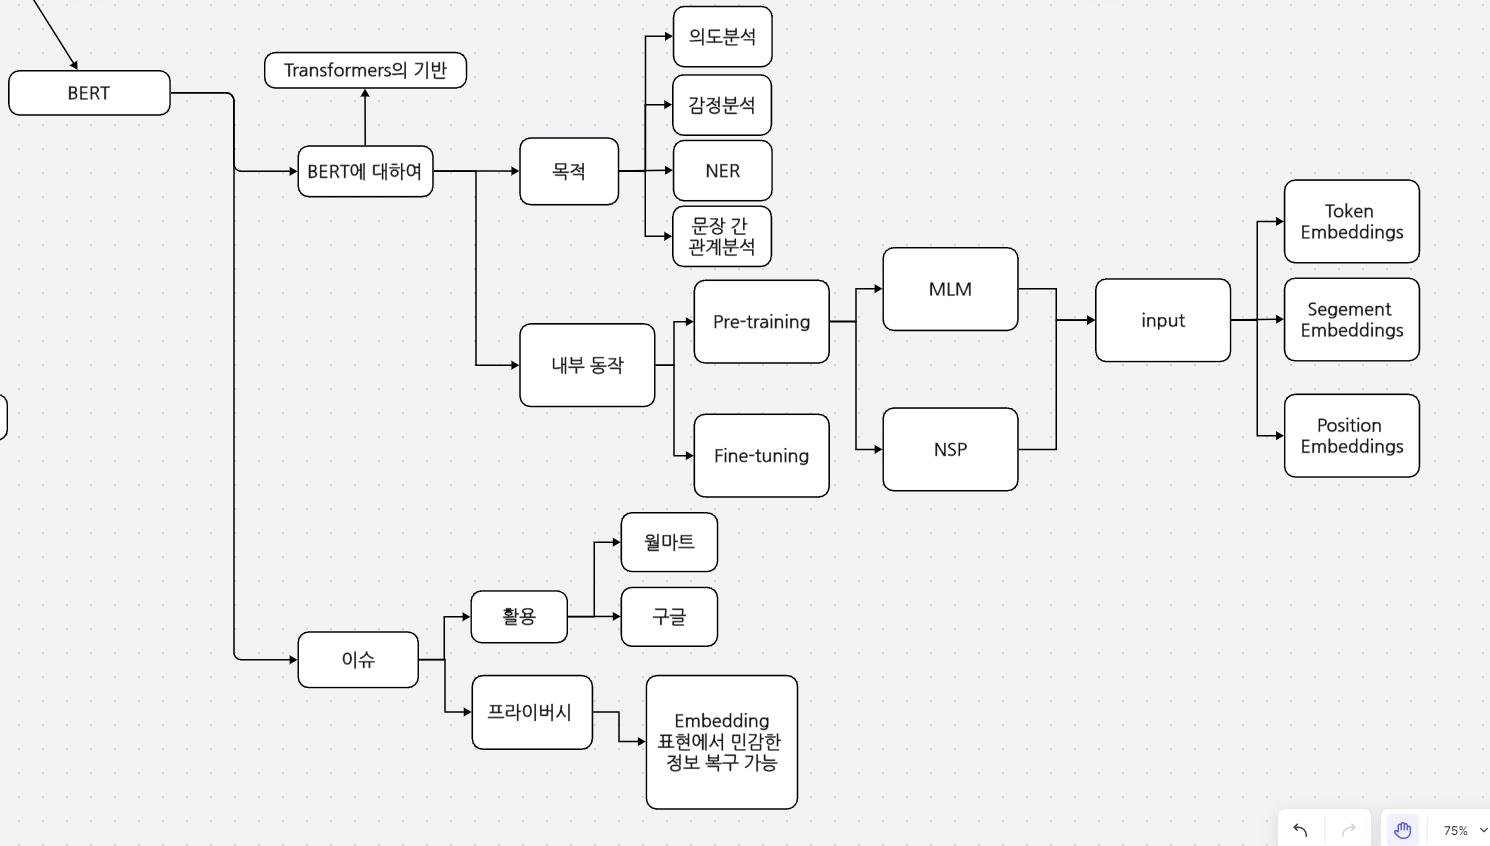 BERT
Transformers의 기반
BERT에 대하여
목적
의도분석
감정분석
NER
문장 간
관계분석
내부 동작
Pre-training
Fine-tuning
MLM
NSP
input
Token
Embeddings
Segement
Embeddings
Position
Embeddings
이슈
활용
월마트
구글
프라이버시
Embedding
표현에서 민감한
정보 복구 가능
75%